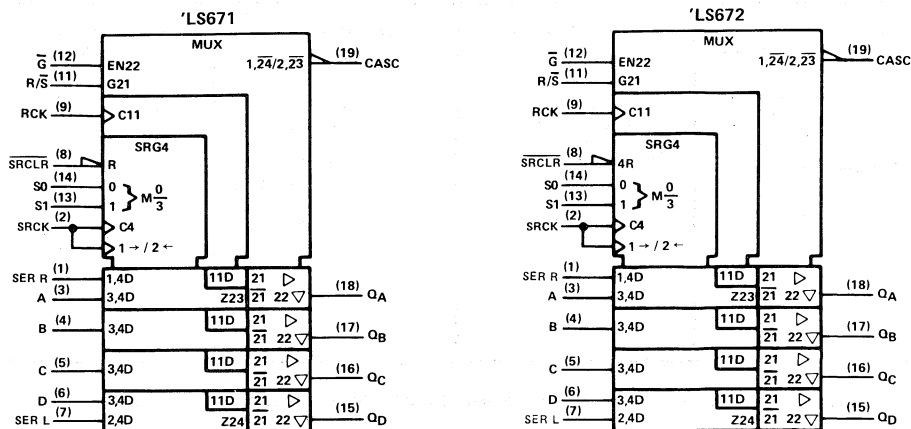 'LS671
MUX
G̅ (12) EN22 1,2̅4̅/2,2̅3̅ (19) CASC
R/S̅ (11) G21
RCK (9) C11
SRG4
S̅R̅C̅L̅R̅ (8) R
S0 (14) 0
M 0/3
S1 (13) 1
SRCK (2) C4
1 → / 2 ←
SER R (1) 1,4D 11D 21
A (3) 3,4D Z23 2̅1̅ 22 (18) QA
B (4) 3,4D 11D 21
2̅1̅ 22 (17) QB
C (5) 3,4D 11D 21
2̅1̅ 22 (16) QC
D (6) 3,4D 11D 21
SER L (7) 2,4D Z24 2̅1̅ 22 (15) QD
'LS672
MUX
G̅ (12) EN22 1,2̅4̅/2,2̅3̅ (19) CASC
R/S̅ (11) G21
RCK (9) C11
SRG4
S̅R̅C̅L̅R̅ (8) 4R
S0 (14) 0
M 0/3
S1 (13) 1
SRCK (2) C4
1 → / 2 ←
SER R (1) 1,4D 11D 21
A (3) 3,4D Z23 2̅1̅ 22 (18) QA
B (4) 3,4D 11D 21
2̅1̅ 22 (17) QB
C (5) 3,4D 11D 21
2̅1̅ 22 (16) QC
D (6) 3,4D 11D 21
SER L (7) 2,4D Z24 2̅1̅ 22 (15) QD